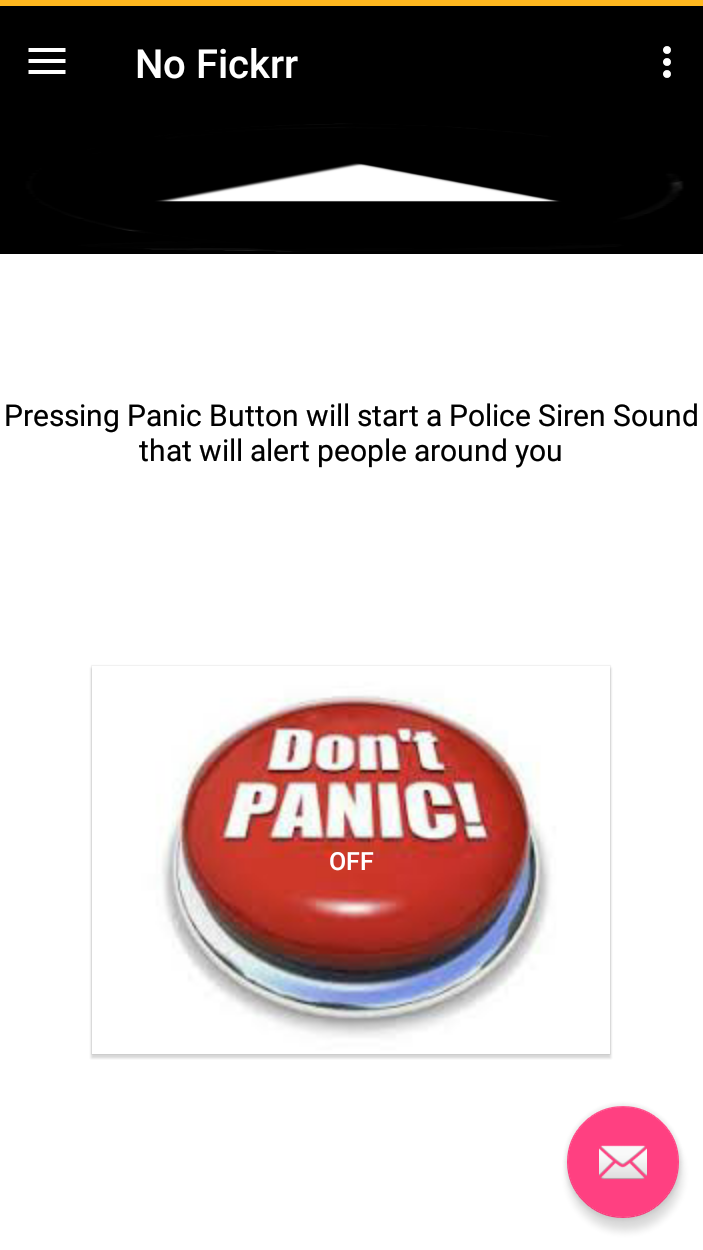 No Fickrr
Pressing Panic Button will start a Police Siren Sound
that will alert people around you
Don't
PANIC!
OFF